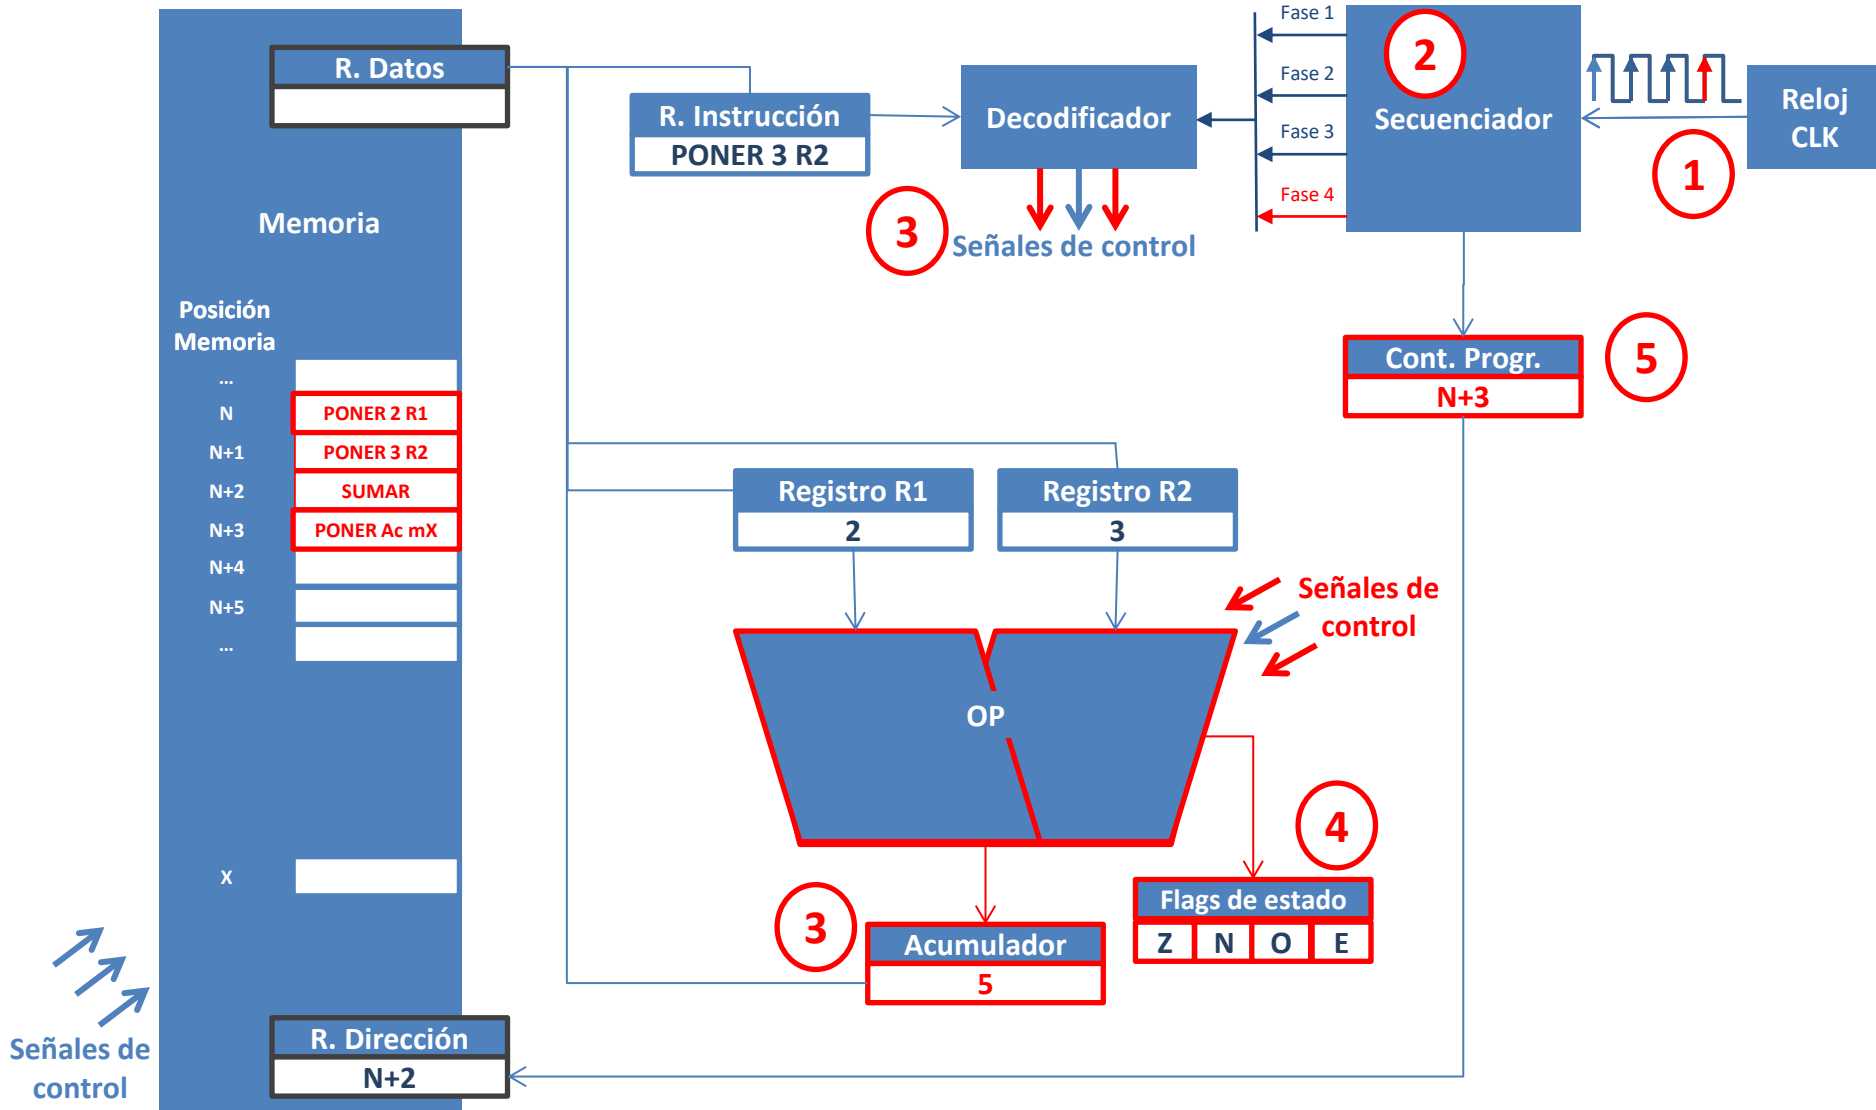 R. Datos
Memoria
Posición
Memoria
...
N
PONER 2 R1
N+1
PONER 3 R2
N+2
SUMAR
N+3
PONER Ac mX
N+4
N+5
...
X
Señales de
control
R. Dirección
N+2
R. Instrucción
PONER 3 R2
Decodificador
3
Señales de control
Fase 1
Fase 2
Fase 3
Fase 4
2
Secuenciador
Reloj
CLK
1
Cont. Progr.
N+3
5
Registro R1
2
Registro R2
3
Señales de
control
OP
4
Flags de estado
Z N O E
3
Acumulador
5